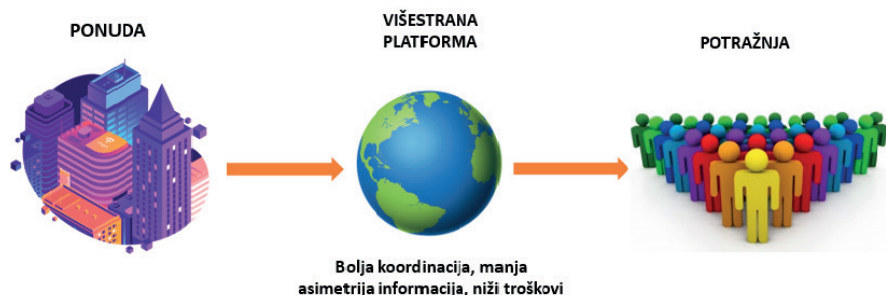 PONUDA
VIŠESTRANA
PLATFORMA
POTRAŽNJA
Bolja koordinacija, manja
asimetrija informacija, niži troškovi